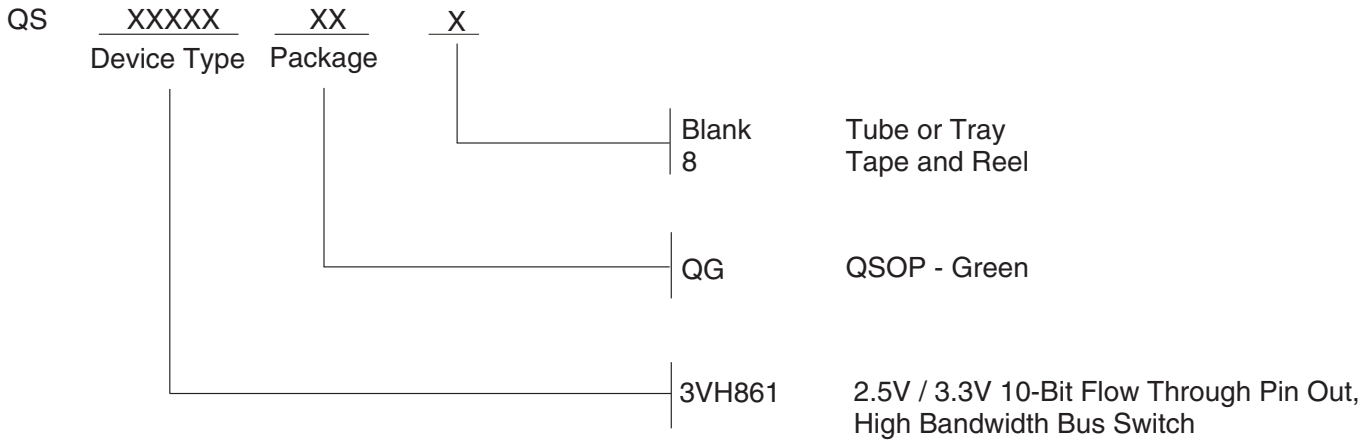 QS XXXXX XX X
Device Type Package
Blank Tube or Tray
8 Tape and Reel
QG QSOP - Green
3VH861 2.5V / 3.3V 10-Bit Flow Through Pin Out,
High Bandwidth Bus Switch